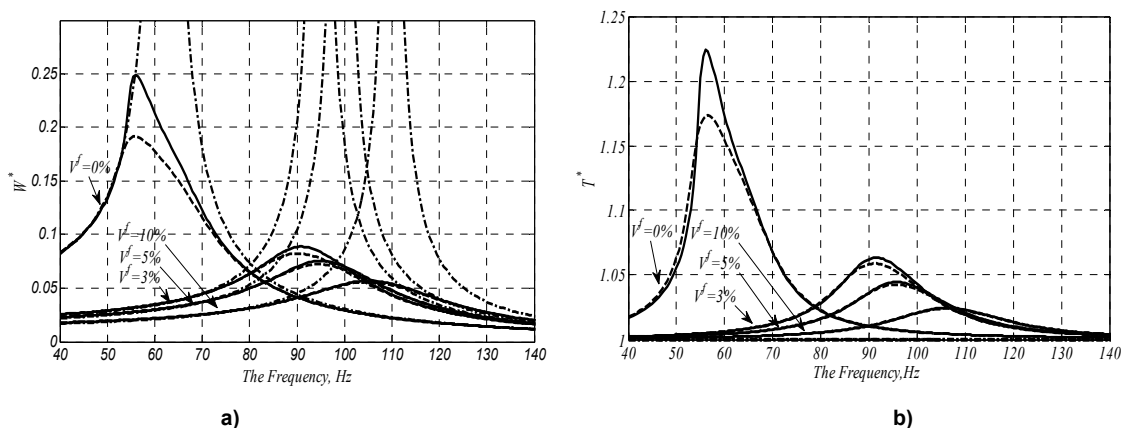 0.25
0.2
0.15
0.1
0.05
0
W*
V^f=0%
V^f=10%
V^f=5%
V^f=3%
40 50 60 70 80 90 100 110 120 130 140
The Frequency, Hz
a)
1.25
1.2
1.15
1.1
1.05
1
T*
V^f=0%
V^f=10%
V^f=5%
V^f=3%
40 50 60 70 80 90 100 110 120 130 140
The Frequency,Hz
b)